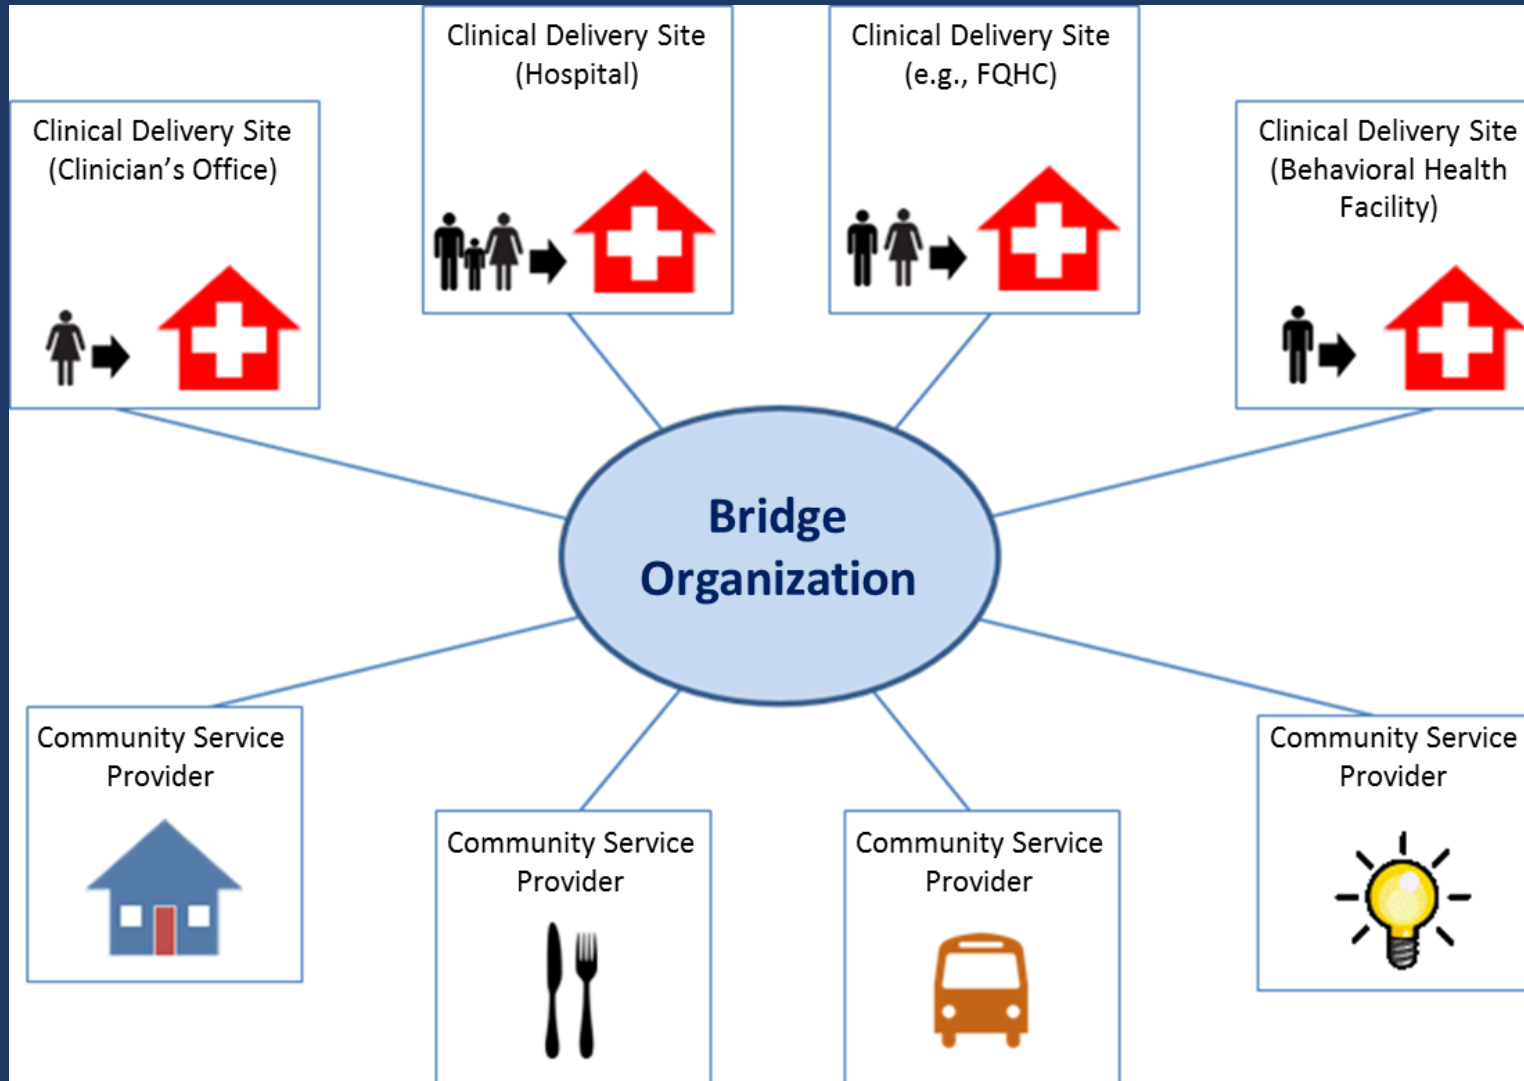 Clinical Delivery Site
(Clinician's Office)
Clinical Delivery Site
(Hospital)
Clinical Delivery Site
(e.g., FQHC)
Clinical Delivery Site
(Behavioral Health
Facility)
Bridge
Organization
Community Service
Provider
Community Service
Provider
Community Service
Provider
Community Service
Provider